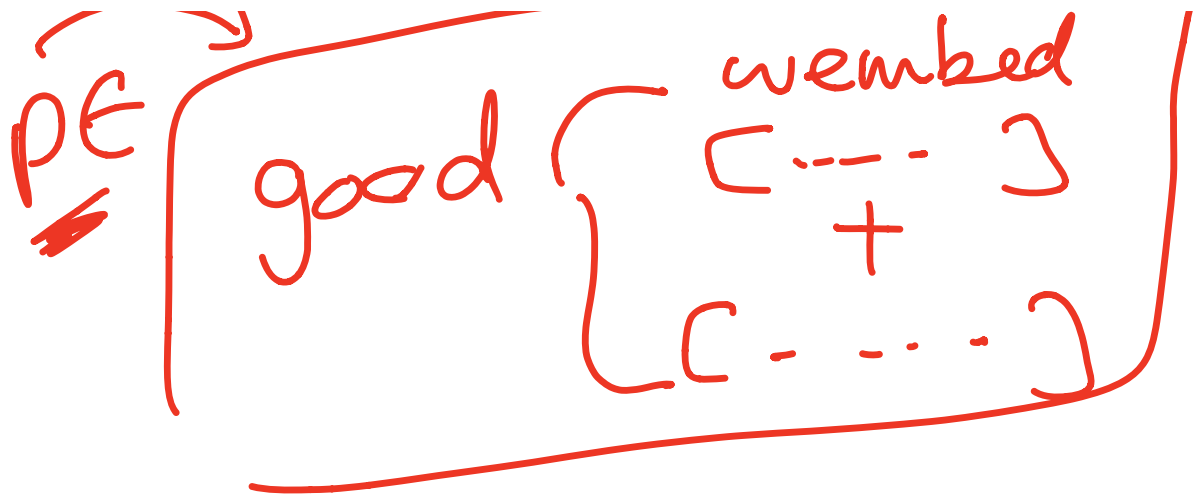 PE
wembed
good { [ ---- ]
+
[ - - - - ]